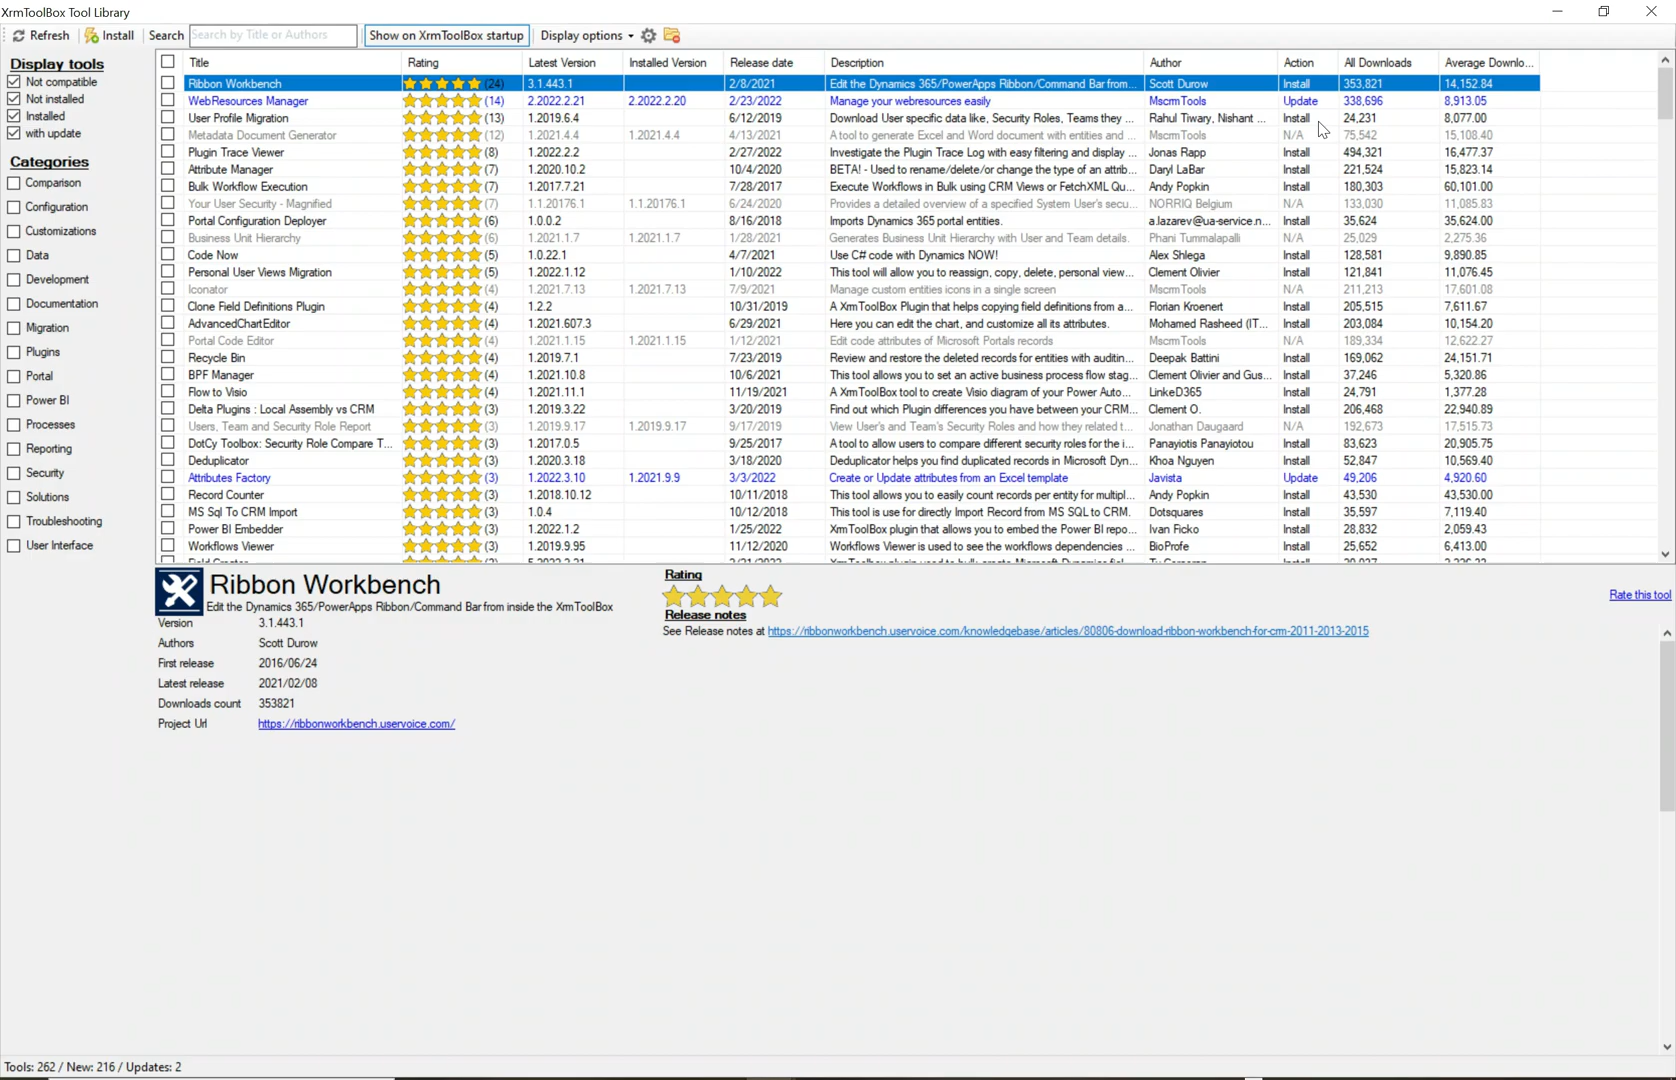 XrmToolBox Tool Library
Refresh Install Search Search by Title or Authors Show on XrmToolBox startup Display options
Display tools
Not compatible
Not installed
Installed
with update
Categories
Comparison
Configuration
Customizations
Data
Development
Documentation
Migration
Plugins
Portal
Power BI
Processes
Reporting
Security
Solutions
Troubleshooting
User Interface
Title Rating Latest Version Installed Version Release date Description Author Action All Downloads Average Downlo...
Ribbon Workbench (24) 3.1.443.1 2/8/2021 Edit the Dynamics 365/PowerApps Ribbon/Command Bar from... Scott Durow Install 353,821 14,152.84
WebResources Manager (14) 2.2022.2.21 2.2022.2.20 2/23/2022 Manage your webresources easily MscrmTools Update 338,696 8,913.05
User Profile Migration (13) 1.2019.6.4 6/12/2019 Download User specific data like, Security Roles, Teams they ... Rahul Tiwary, Nishant ... Install 24,231 8,077.00
Metadata Document Generator (12) 1.2021.4.4 1.2021.4.4 4/13/2021 A tool to generate Excel and Word document with entities and ... MscrmTools N/A 75,542 15,108.40
Plugin Trace Viewer (8) 1.2022.2.2 2/27/2022 Investigate the Plugin Trace Log with easy filtering and display ... Jonas Rapp Install 494,321 16,477.37
Attribute Manager (7) 1.2020.10.2 10/4/2020 BETA! - Used to rename/delete/or change the type of an attrib... Daryl LaBar Install 221,524 15,823.14
Bulk Workflow Execution (7) 1.2017.7.21 7/28/2017 Execute Workflows in Bulk using CRM Views or FetchXML Qu... Andy Popkin Install 180,303 60,101.00
Your User Security - Magnified (7) 1.1.20176.1 1.1.20176.1 6/24/2020 Provides a detailed overview of a specified System User's secu... NORRIQ Belgium N/A 133,030 11,085.83
Portal Configuration Deployer (6) 1.0.0.2 8/16/2018 Imports Dynamics 365 portal entities. a.lazarev@ua-service.n... Install 35,624 35,624.00
Business Unit Hierarchy (6) 1.2021.1.7 1.2021.1.7 1/28/2021 Generates Business Unit Hierarchy with User and Team details. Phani Tummalapalli N/A 25,029 2,275.36
Code Now (5) 1.0.22.1 4/7/2021 Use C# code with Dynamics NOW! Alex Shlega Install 128,581 9,890.85
Personal User Views Migration (5) 1.2022.1.12 1/10/2022 This tool will allow you to reassign, copy, delete, personal view... Clement Olivier Install 121,841 11,076.45
Iconator (4) 1.2021.7.13 1.2021.7.13 7/9/2021 Manage custom entities icons in a single screen MscrmTools N/A 211,213 17,601.08
Clone Field Definitions Plugin (4) 1.2.2 10/31/2019 A XrmToolBox Plugin that helps copying field definitions from a... Florian Kroenert Install 205,515 7,611.67
AdvancedChartEditor (4) 1.2021.607.3 6/29/2021 Here you can edit the chart, and customize all its attributes. Mohamed Rasheed (IT... Install 203,084 10,154.20
Portal Code Editor (4) 1.2021.1.15 1.2021.1.15 1/12/2021 Edit code attributes of Microsoft Portals records MscrmTools N/A 189,334 12,622.27
Recycle Bin (4) 1.2019.7.1 7/23/2019 Review and restore the deleted records for entities with auditin... Deepak Battini Install 169,062 24,151.71
BPF Manager (4) 1.2021.10.8 10/6/2021 This tool allows you to set an active business process flow stag... Clement Olivier and Gus... Install 37,246 5,320.86
Flow to Visio (4) 1.2021.11.1 11/19/2021 A XrmToolBox tool to create Visio diagram of your Power Auto... LinkeD365 Install 24,791 1,377.28
Delta Plugins : Local Assembly vs CRM (3) 1.2019.3.22 3/20/2019 Find out which Plugin differences you have between your CRM... Clement O. Install 206,468 22,940.89
Users, Team and Security Role Report (3) 1.2019.9.17 1.2019.9.17 9/17/2019 View User's and Team's Security Roles and how they related t... Jonathan Daugaard N/A 192,673 17,515.73
DotCy Toolbox: Security Role Compare T... (3) 1.2017.0.5 9/25/2017 A tool to allow users to compare different security roles for the i... Panayiotis Panayiotou Install 83,623 20,905.75
Deduplicator (3) 1.2020.3.18 3/18/2020 Deduplicator helps you find duplicated records in Microsoft Dyn... Khoa Nguyen Install 52,847 10,569.40
Attributes Factory (3) 1.2022.3.10 1.2021.9.9 3/3/2022 Create or Update attributes from an Excel template Javista Update 49,206 4,920.60
Record Counter (3) 1.2018.10.12 10/11/2018 This tool allows you to easily count records per entity for multipl... Andy Popkin Install 43,530 43,530.00
MS Sql To CRM Import (3) 1.0.4 10/12/2018 This tool is use for directly Import Record from MS SQL to CRM. Dotsquares Install 35,597 7,119.40
Power BI Embedder (3) 1.2022.1.2 1/25/2022 XrmToolBox plugin that allows you to embed the Power BI repo... Ivan Ficko Install 28,832 2,059.43
Workflows Viewer (3) 1.2019.9.95 11/12/2020 Workflows Viewer is used to see the workflows dependencies ... BioProfe Install 25,652 6,413.00
Ribbon Workbench
Edit the Dynamics 365/PowerApps Ribbon/Command Bar from inside the XrmToolBox
Version 3.1.443.1
Authors Scott Durow
First release 2016/06/24
Latest release 2021/02/08
Downloads count 353821
Project Url https://ribbonworkbench.uservoice.com/
Rating
Release notes
See Release notes at https://ribbonworkbench.uservoice.com/knowledgebase/articles/80806-download-ribbon-workbench-for-crm-2011-2013-2015
Rate this tool
Tools: 262 / New: 216 / Updates: 2